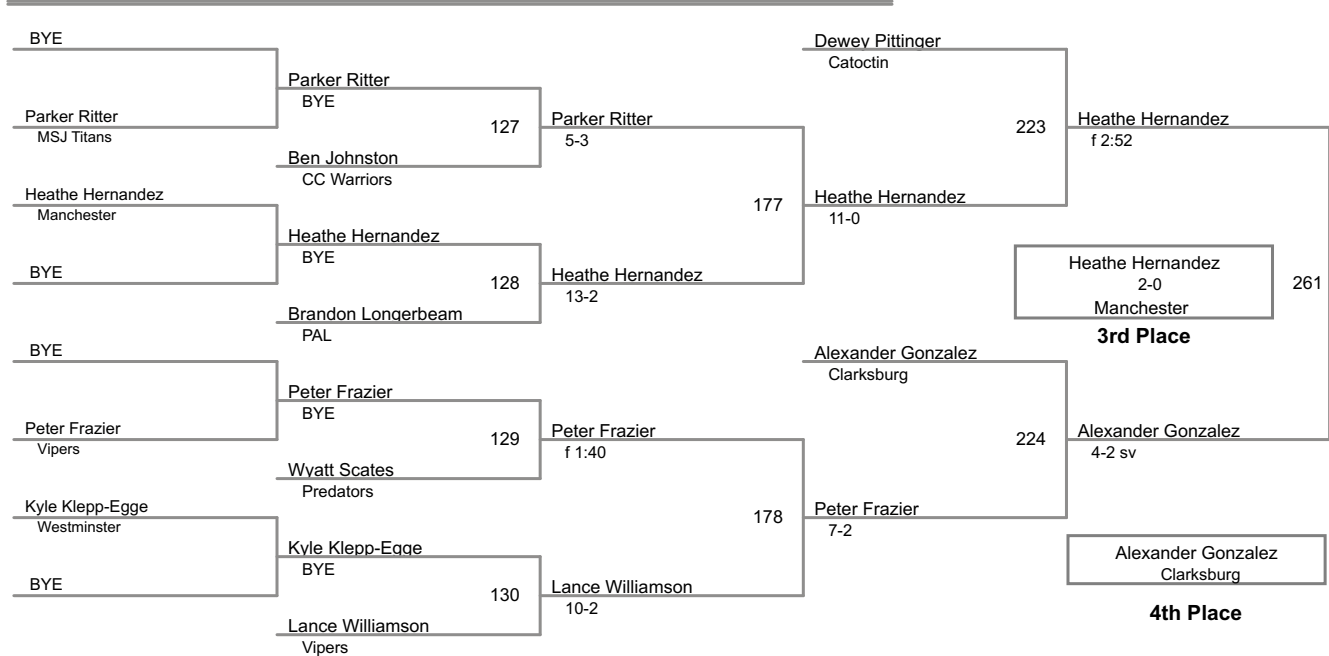 BYE
Parker Ritter
MSJ Titans
Heathe Hernandez
Manchester
BYE
BYE
Peter Frazier
Vipers
Kyle Klepp-Egge
Westminster
BYE
Parker Ritter
BYE
127
Ben Johnston
CC Warriors
Heathe Hernandez
BYE
128
Brandon Longerbeam
PAL
Peter Frazier
BYE
129
Wyatt Scates
Predators
Kyle Klepp-Egge
BYE
130
Lance Williamson
Vipers
Parker Ritter
5-3
177
Heathe Hernandez
13-2
Peter Frazier
f 1:40
178
Lance Williamson
10-2
Dewey Pittinger
Catoctin
223
Heathe Hernandez
11-0
Alexander Gonzalez
Clarksburg
224
Peter Frazier
7-2
Heathe Hernandez
f 2:52
Heathe Hernandez
2-0
Manchester
261
3rd Place
Alexander Gonzalez
4-2 sv
Alexander Gonzalez
Clarksburg
4th Place